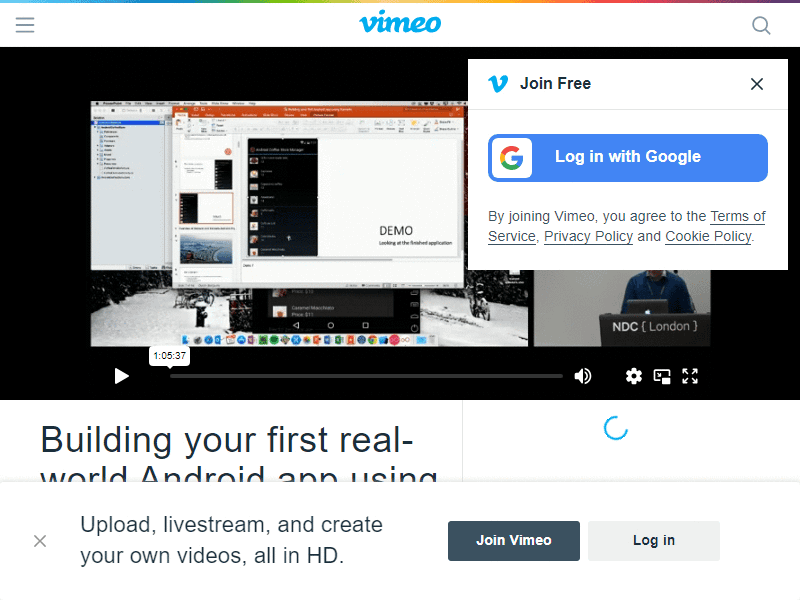 vimeo
Join Free
Log in with Google
By joining Vimeo, you agree to the Terms of
Service, Privacy Policy and Cookie Policy.
DEMO
Looking at the finished application
Caramel Macchiato
Price: $11
NDC { London }
1:05:37
Building your first real-
world Android app using
Upload, livestream, and create
your own videos, all in HD.
Join Vimeo
Log in